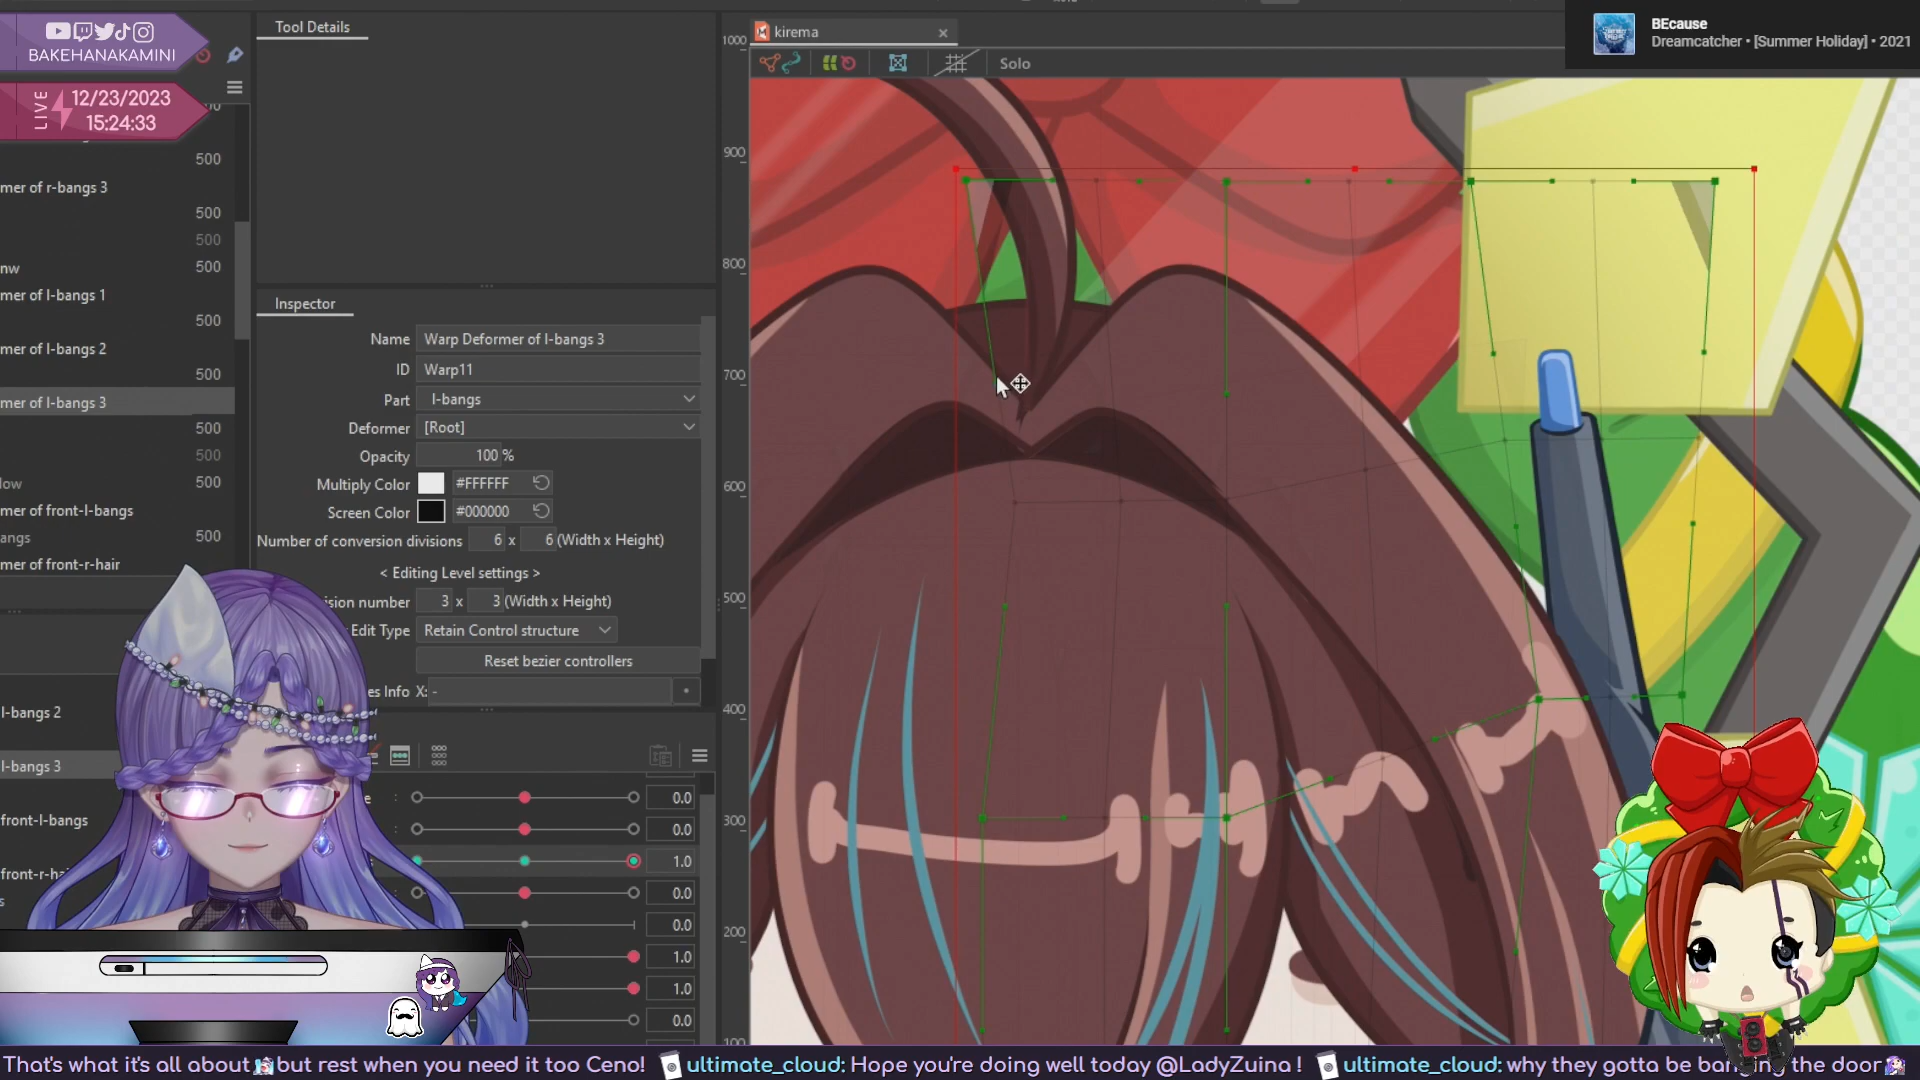 BAKEHANAKAMINI
LIVE
12/23/2023
15:24:33
Tool Details
kirema
Solo
BEcause
Dreamcatcher • [Summer Holiday] • 2021
500
mer of r-bangs 3
500
500
nw
500
mer of l-bangs 1
500
mer of l-bangs 2
500
mer of l-bangs 3
500
500
low
500
mer of front-l-bangs
angs
500
mer of front-r-hair
l-bangs 2
l-bangs 3
front-l-bangs
front-r-ha
s
Inspector
Name
Warp Deformer of l-bangs 3
ID
Warp11
Part
l-bangs
Deformer
[Root]
Opacity
100 %
Multiply Color
#FFFFFF
Screen Color
#000000
Number of conversion divisions
6 x 6 (Width x Height)
< Editing Level settings >
ision number
3 x 3 (Width x Height)
Edit Type
Retain Control structure
Reset bezier controllers
es Info X: -
e : 0.0
: 0.0
1.0
: 0.0
0.0
1.0
1.0
0.0
1000
900
800
700
600
500
400
300
200
100
That's what it's all about but rest when you need it too Ceno!
ultimate_cloud: Hope you're doing well today @LadyZuina !
ultimate_cloud: why they gotta be banging the door